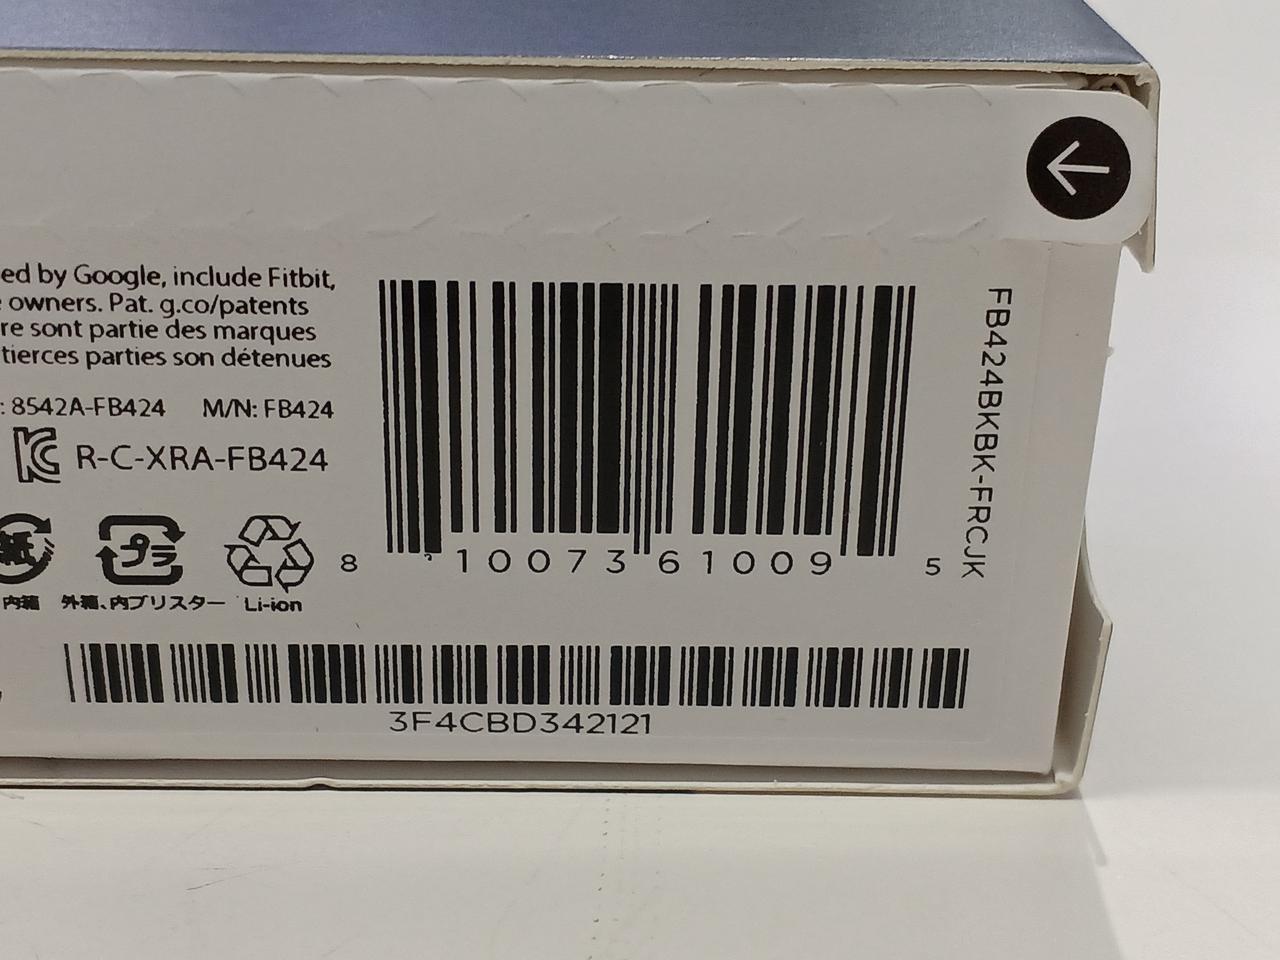 ed by Google, include Fitbit,
owners. Pat. g.co/patents
re sont partie des marques
tierces parties son détenues
: 8542A-FB424 M/N: FB424
R-C-XRA-FB424
紙
プラ
内箱
外箱、内ブリスター
Li-ion
8 10073 61009 5
FB424BKBK-FRCJK
3F4CBD342121